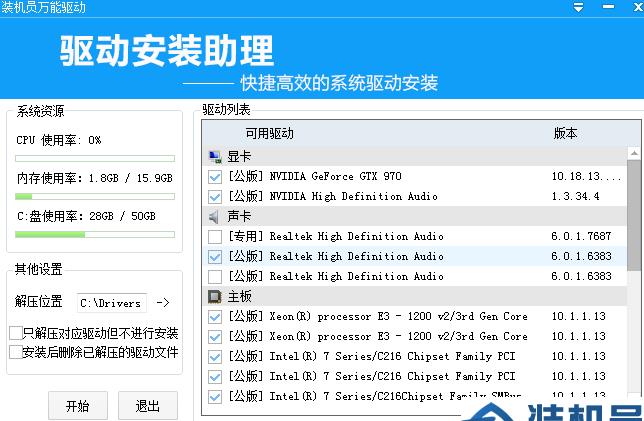 装机员万能驱动
驱动安装助理
快捷高效的系统驱动安装
系统资源
CPU 使用率: 0%
内存使用率: 1.8GB / 15.9GB
C:盘使用率: 28GB / 50GB
其他设置
解压位置 C:\Drivers ->
只解压对应驱动但不进行安装
安装后删除已解压的驱动文件
开始 退出
驱动列表
可用驱动 版本
显卡
[公版] NVIDIA GeForce GTX 970 10.18.13....
[公版] NVIDIA High Definition Audio 1.3.34.4
声卡
[专用] Realtek High Definition Audio 6.0.1.7687
[公版] Realtek High Definition Audio 6.0.1.6383
[公版] Realtek High Definition Audio 6.0.1.6383
主板
[公版] Xeon(R) processor E3 - 1200 v2/3rd Gen Core 10.1.1.13
[公版] Xeon(R) processor E3 - 1200 v2/3rd Gen Core 10.1.1.13
[公版] Intel(R) 7 Series/C216 Chipset Family PCI 10.1.1.13
[公版] Intel(R) 7 Series/C216 Chipset Family PCI 10.1.1.13
[公版] Intel(R) 7 Series/C216Chipset Family SMBus 10.1.1.13
装机员